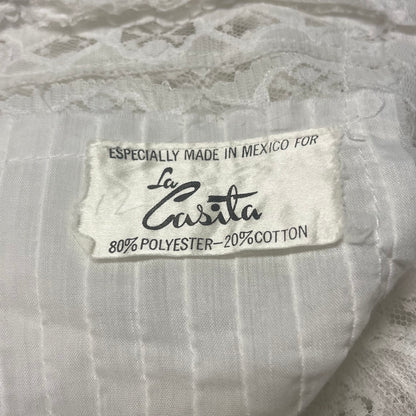 ESPECIALLY MADE IN MEXICO FOR
La
Casita
80% POLYESTER—20% COTTON